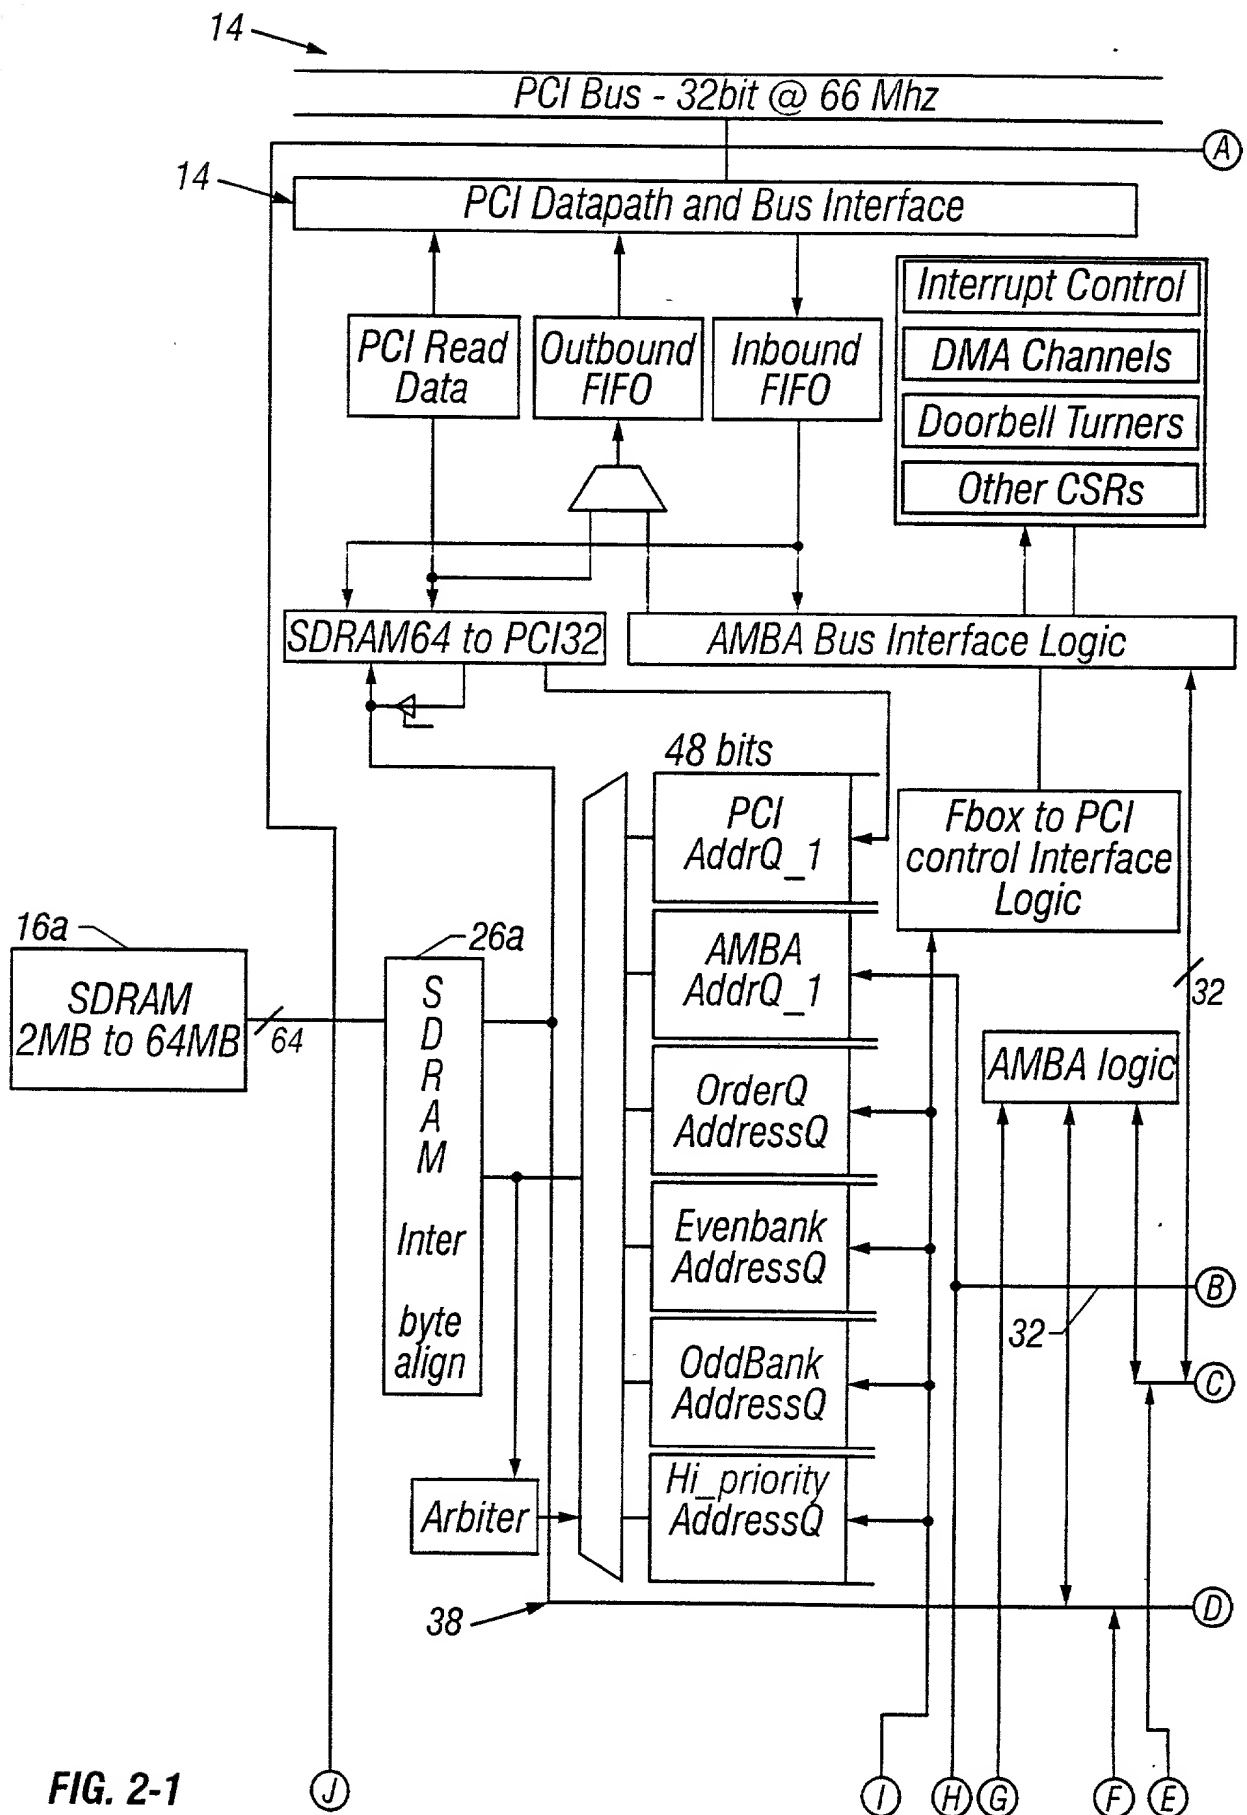 14
PCI Bus - 32bit @ 66 Mhz
A
14
PCI Datapath and Bus Interface
Interrupt Control
DMA Channels
Doorbell Turners
Other CSRs
PCI Read
Data
Outbound
FIFO
Inbound
FIFO
SDRAM64 to PCI32
AMBA Bus Interface Logic
48 bits
PCI
AddrQ_1
Fbox to PCI
control Interface
Logic
16a
SDRAM
2MB to 64MB
64
26a
S
D
R
A
M
Inter
byte
align
AMBA
AddrQ_1
32
AMBA logic
OrderQ
AddressQ
Evenbank
AddressQ
B
32
OddBank
AddressQ
C
Hi_priority
AddressQ
Arbiter
38
D
FIG. 2-1
J
I
H
G
F
E